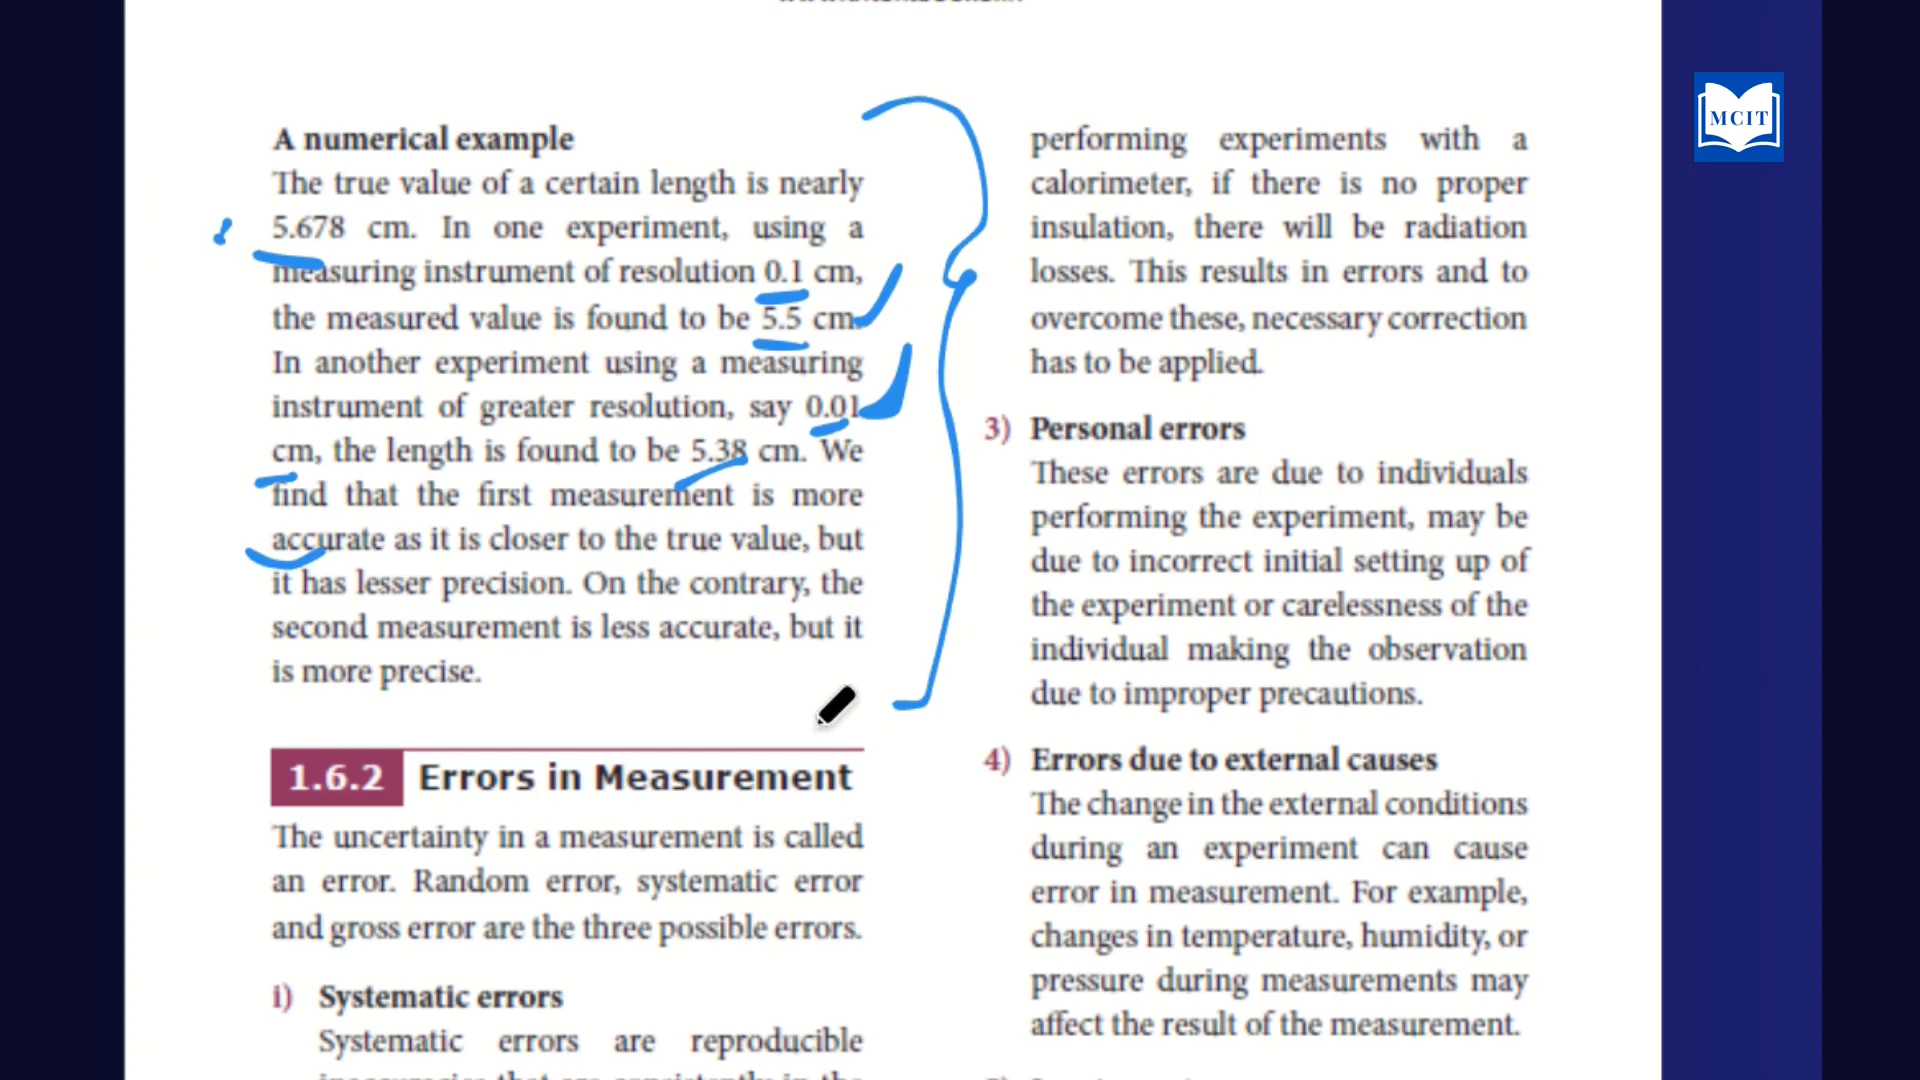 A numerical example
The true value of a certain length is nearly
5.678 cm. In one experiment, using a
measuring instrument of resolution 0.1 cm,
the measured value is found to be 5.5 cm.
In another experiment using a measuring
instrument of greater resolution, say 0.01
cm, the length is found to be 5.38 cm. We
find that the first measurement is more
accurate as it is closer to the true value, but
it has lesser precision. On the contrary, the
second measurement is less accurate, but it
is more precise.
1.6.2 Errors in Measurement
The uncertainty in a measurement is called
an error. Random error, systematic error
and gross error are the three possible errors.
i) Systematic errors
Systematic errors are reproducible
performing experiments with a
calorimeter, if there is no proper
insulation, there will be radiation
losses. This results in errors and to
overcome these, necessary correction
has to be applied.
3) Personal errors
These errors are due to individuals
performing the experiment, may be
due to incorrect initial setting up of
the experiment or carelessness of the
individual making the observation
due to improper precautions.
4) Errors due to external causes
The change in the external conditions
during an experiment can cause
error in measurement. For example,
changes in temperature, humidity, or
pressure during measurements may
affect the result of the measurement.
MCIT